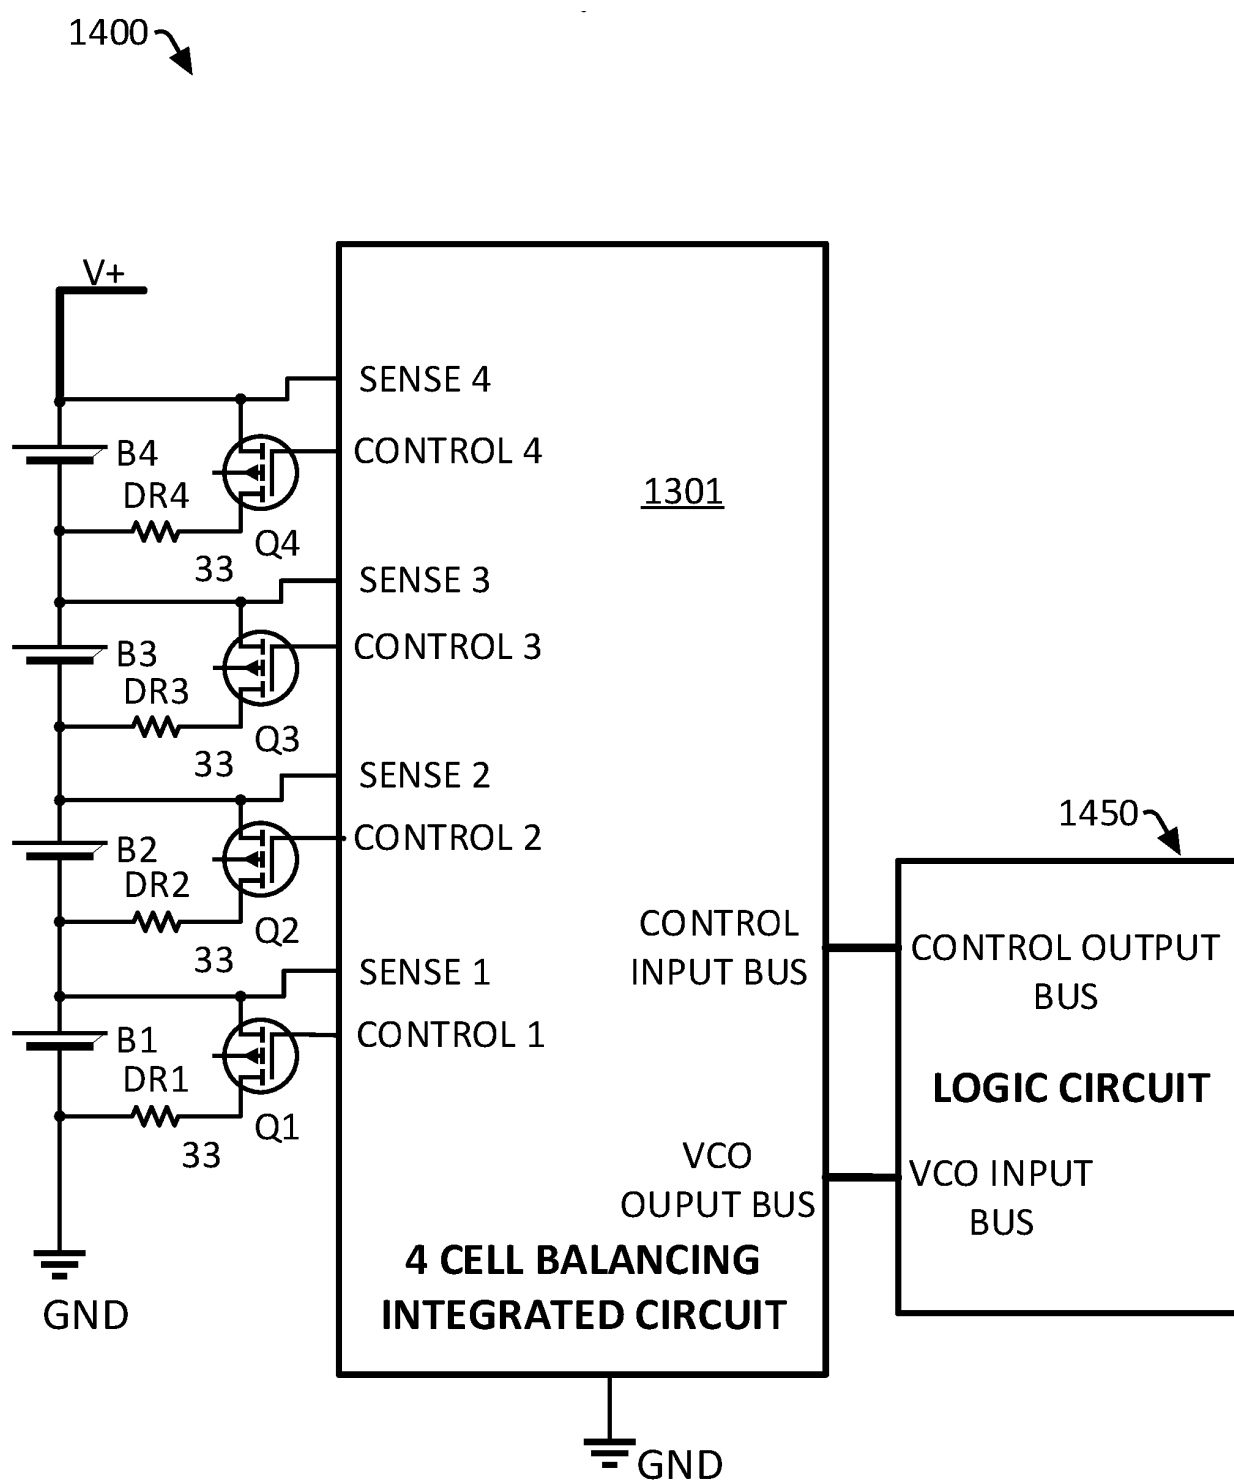 1400
V+
SENSE 4
B4
CONTROL 4
DR4
1301
Q4
33
SENSE 3
B3
CONTROL 3
DR3
Q3
33
SENSE 2
1450
B2
CONTROL 2
DR2
Q2
33
CONTROL
INPUT BUS
CONTROL OUTPUT
BUS
SENSE 1
B1
CONTROL 1
DR1
LOGIC CIRCUIT
Q1
33
VCO
OUPUT BUS
VCO INPUT
BUS
4 CELL BALANCING
INTEGRATED CIRCUIT
GND
GND